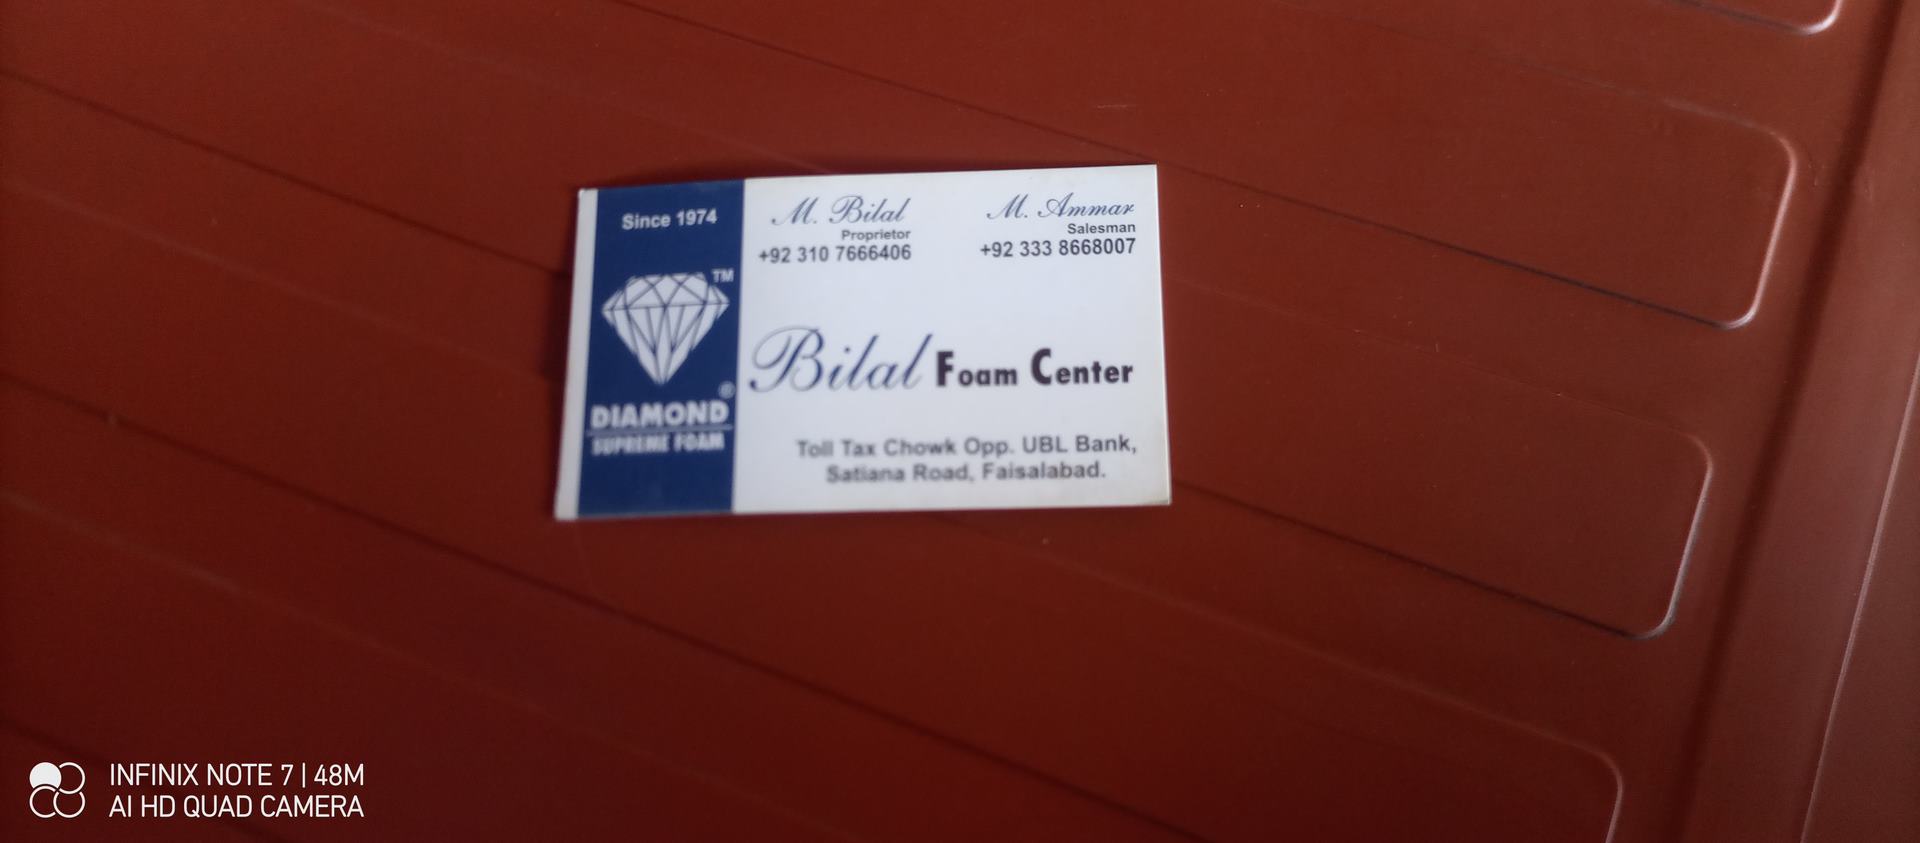 Since 1974
TM
®
DIAMOND
SUPREME FOAM
M. Bilal
Proprietor
+92 310 7666406
M. Ammar
Salesman
+92 333 8668007
Bilal Foam Center
Toll Tax Chowk Opp. UBL Bank,
Satiana Road, Faisalabad.
INFINIX NOTE 7 | 48M
AI HD QUAD CAMERA